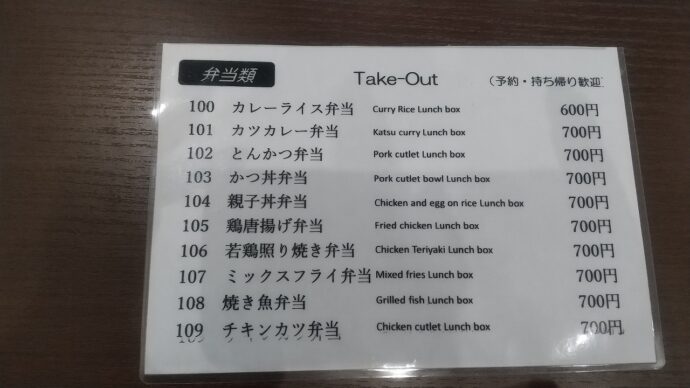 弁当類 Take-Out （予約・持ち帰り歓迎
100 カレーライス弁当 Curry Rice Lunch box 600円
101 カツカレー弁当 Katsu curry Lunch box 700円
102 とんかつ弁当 Pork cutlet Lunch box 700円
103 かつ丼弁当 Pork cutlet bowl Lunch box 700円
104 親子丼弁当 Chicken and egg on rice Lunch box 700円
105 鶏唐揚げ弁当 Fried chicken Lunch box 700円
106 若鶏照り焼き弁当 Chicken Teriyaki Lunch box 700円
107 ミックスフライ弁当 Mixed fries Lunch box 700円
108 焼き魚弁当 Grilled fish Lunch box 700円
109 チキンカツ弁当 Chicken cutlet Lunch box 700円